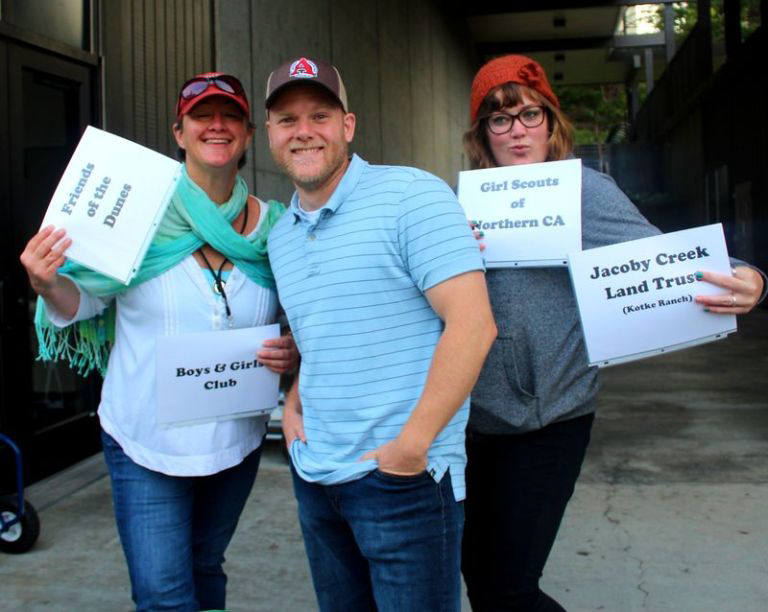 Friends
of the
Dunes
Boys & Girls
Club
A
Girl Scouts
of
Northern CA
Jacoby Creek
Land Trust
(Kotke Ranch)